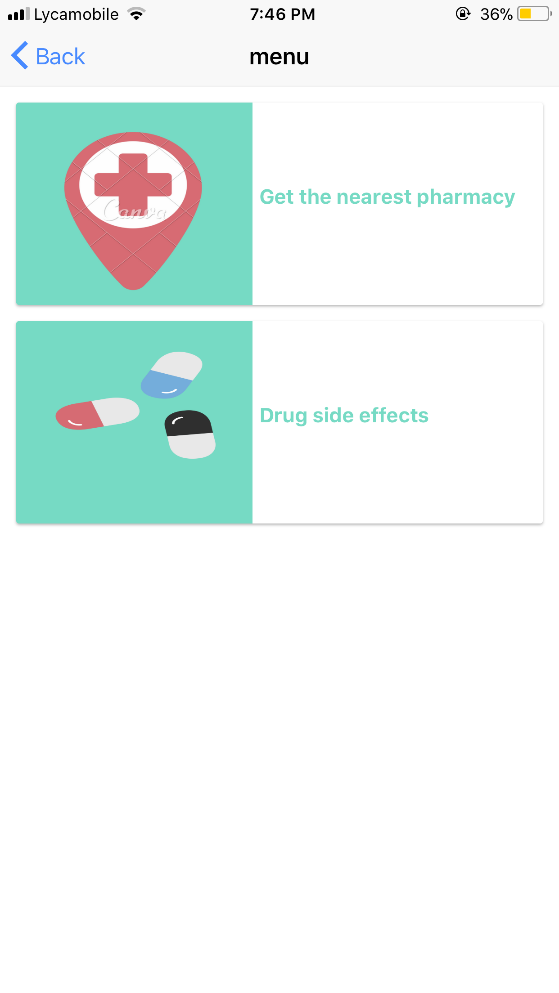 Lycamobile 7:46 PM 36%
Back menu
Canva
Get the nearest pharmacy
Drug side effects